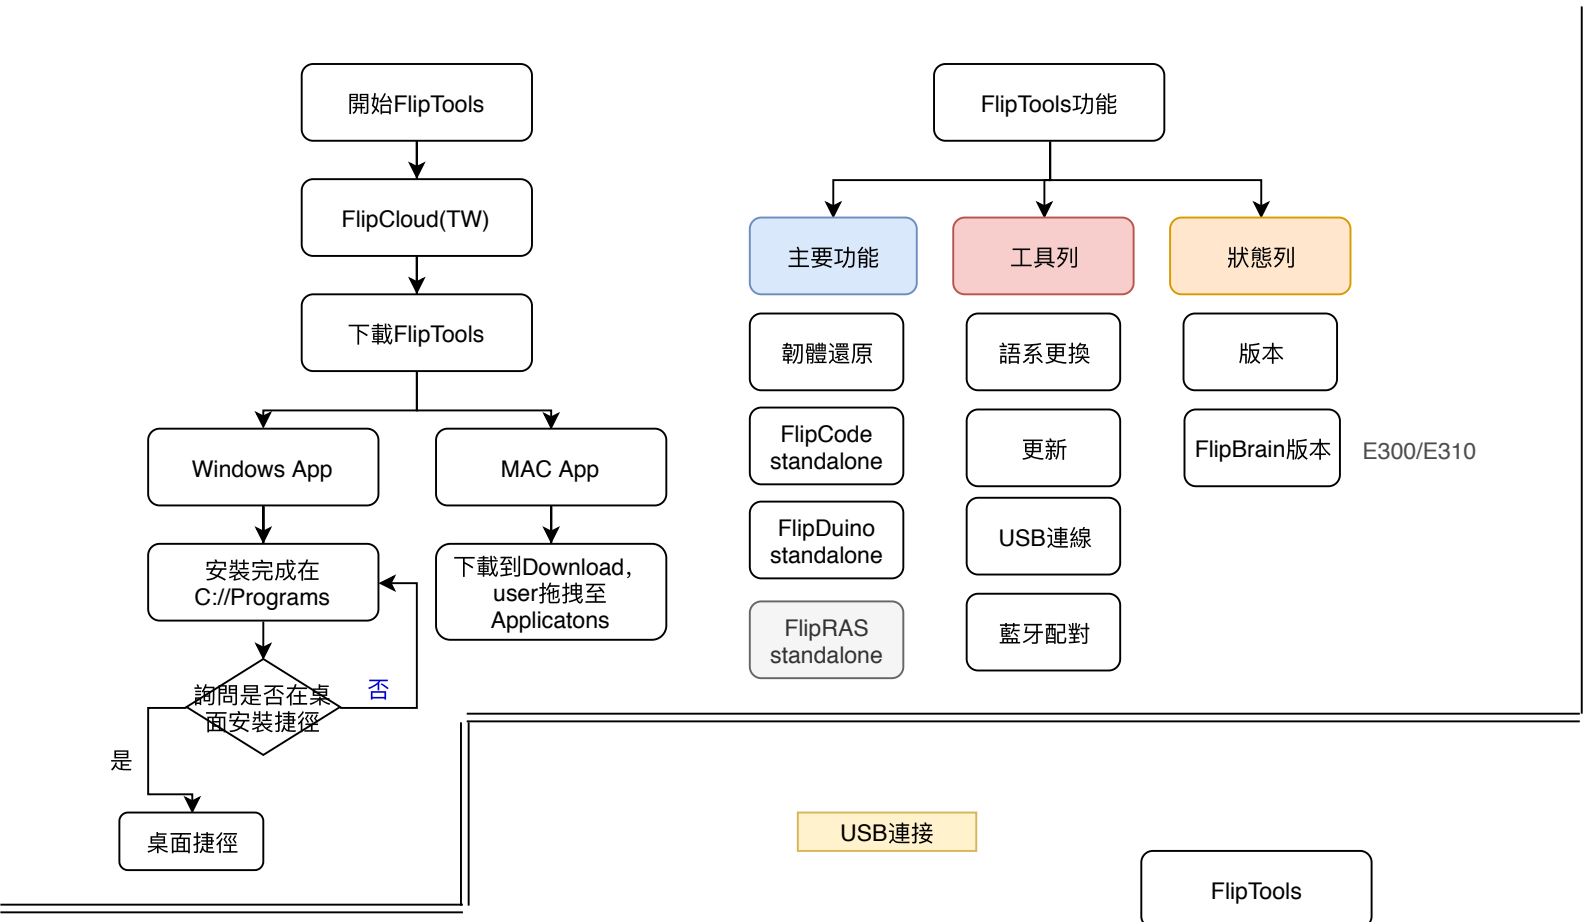 開始FlipTools
FlipCloud(TW)
下載FlipTools
Windows App
MAC App
安裝完成在
C://Programs
下載到Download，
user拖拽至
Applicatons
詢問是否在桌
面安裝捷徑
否
是
桌面捷徑
FlipTools功能
主要功能
工具列
狀態列
韌體還原
語系更換
版本
FlipCode
standalone
更新
FlipBrain版本
E300/E310
FlipDuino
standalone
USB連線
FlipRAS
standalone
藍牙配對
USB連接
FlipTools